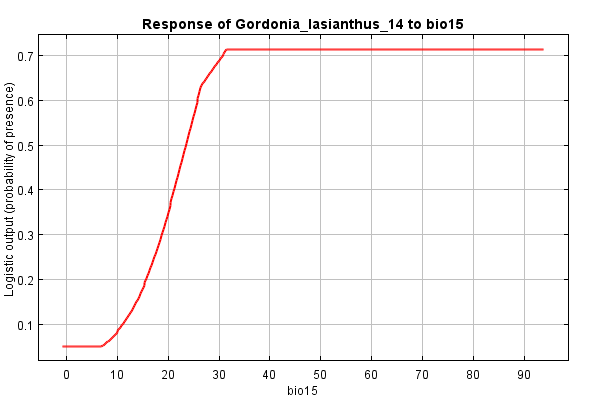 Response of Gordonia_lasianthus_14 to bio15
Logistic output (probability of presence)
0.7
0.6
0.5
0.4
0.3
0.2
0.1
0 10 20 30 40 50 60 70 80 90
bio15